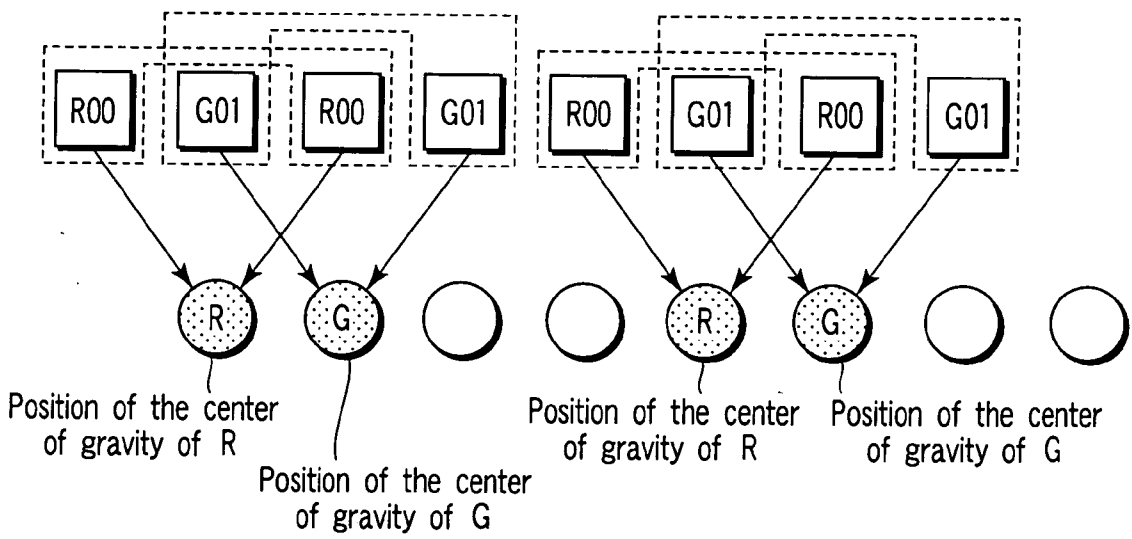 R00 G01 R00 G01 R00 G01 R00 G01
R G R G
Position of the center
of gravity of R
Position of the center
of gravity of G
Position of the center
of gravity of R
Position of the center
of gravity of G